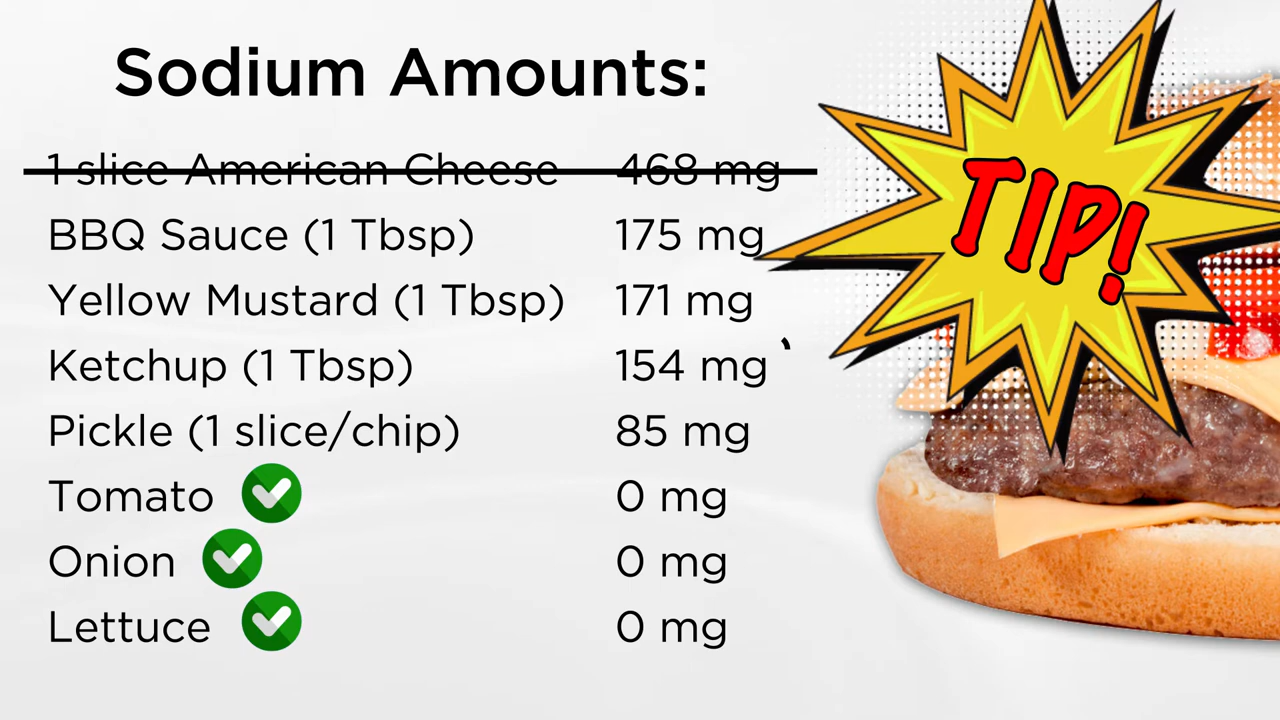 Sodium Amounts:
1 slice American Cheese 468 mg
BBQ Sauce (1 Tbsp) 175 mg
Yellow Mustard (1 Tbsp) 171 mg
Ketchup (1 Tbsp) 154 mg
Pickle (1 slice/chip) 85 mg
Tomato 0 mg
Onion 0 mg
Lettuce 0 mg
TIP!